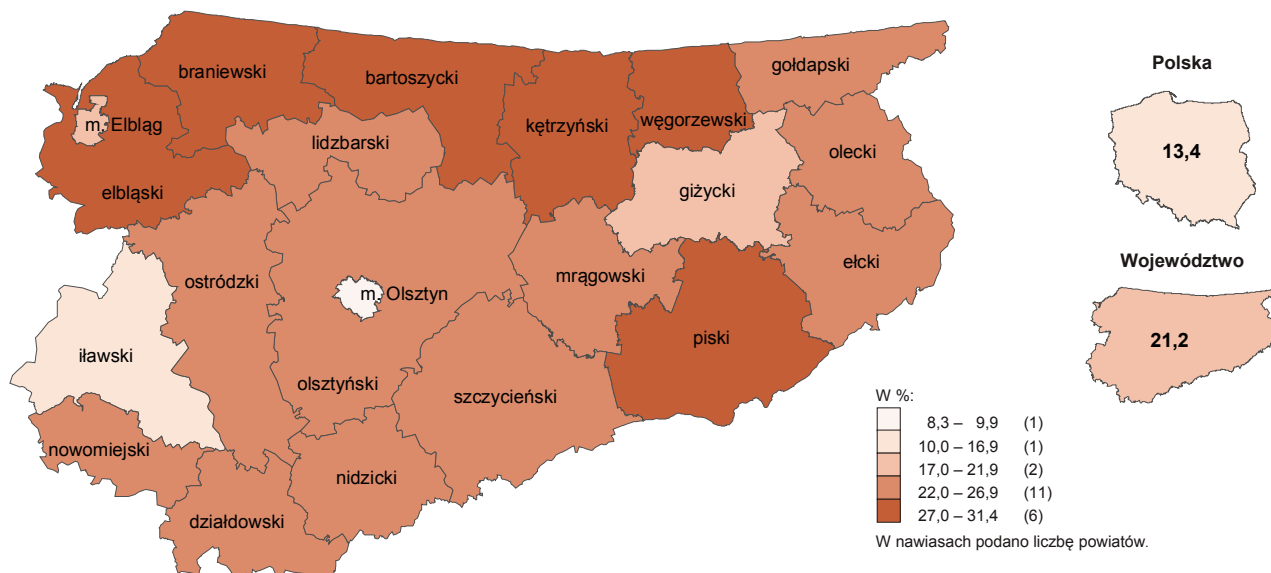 braniewski
bartoszycki
gołdapski
m. Elbląg
kętrzyński
węgorzewski
lidzbarski
olecki
elbląski
giżycki
ostródzki
mrągowski
ełcki
m. Olsztyn
iławski
piski
olsztyński
szczycieński
nowomiejski
nidzicki
działdowski
Polska
13,4
Województwo
21,2
W %:
8,3 – 9,9 (1)
10,0 – 16,9 (1)
17,0 – 21,9 (2)
22,0 – 26,9 (11)
27,0 – 31,4 (6)
W nawiasach podano liczbę powiatów.